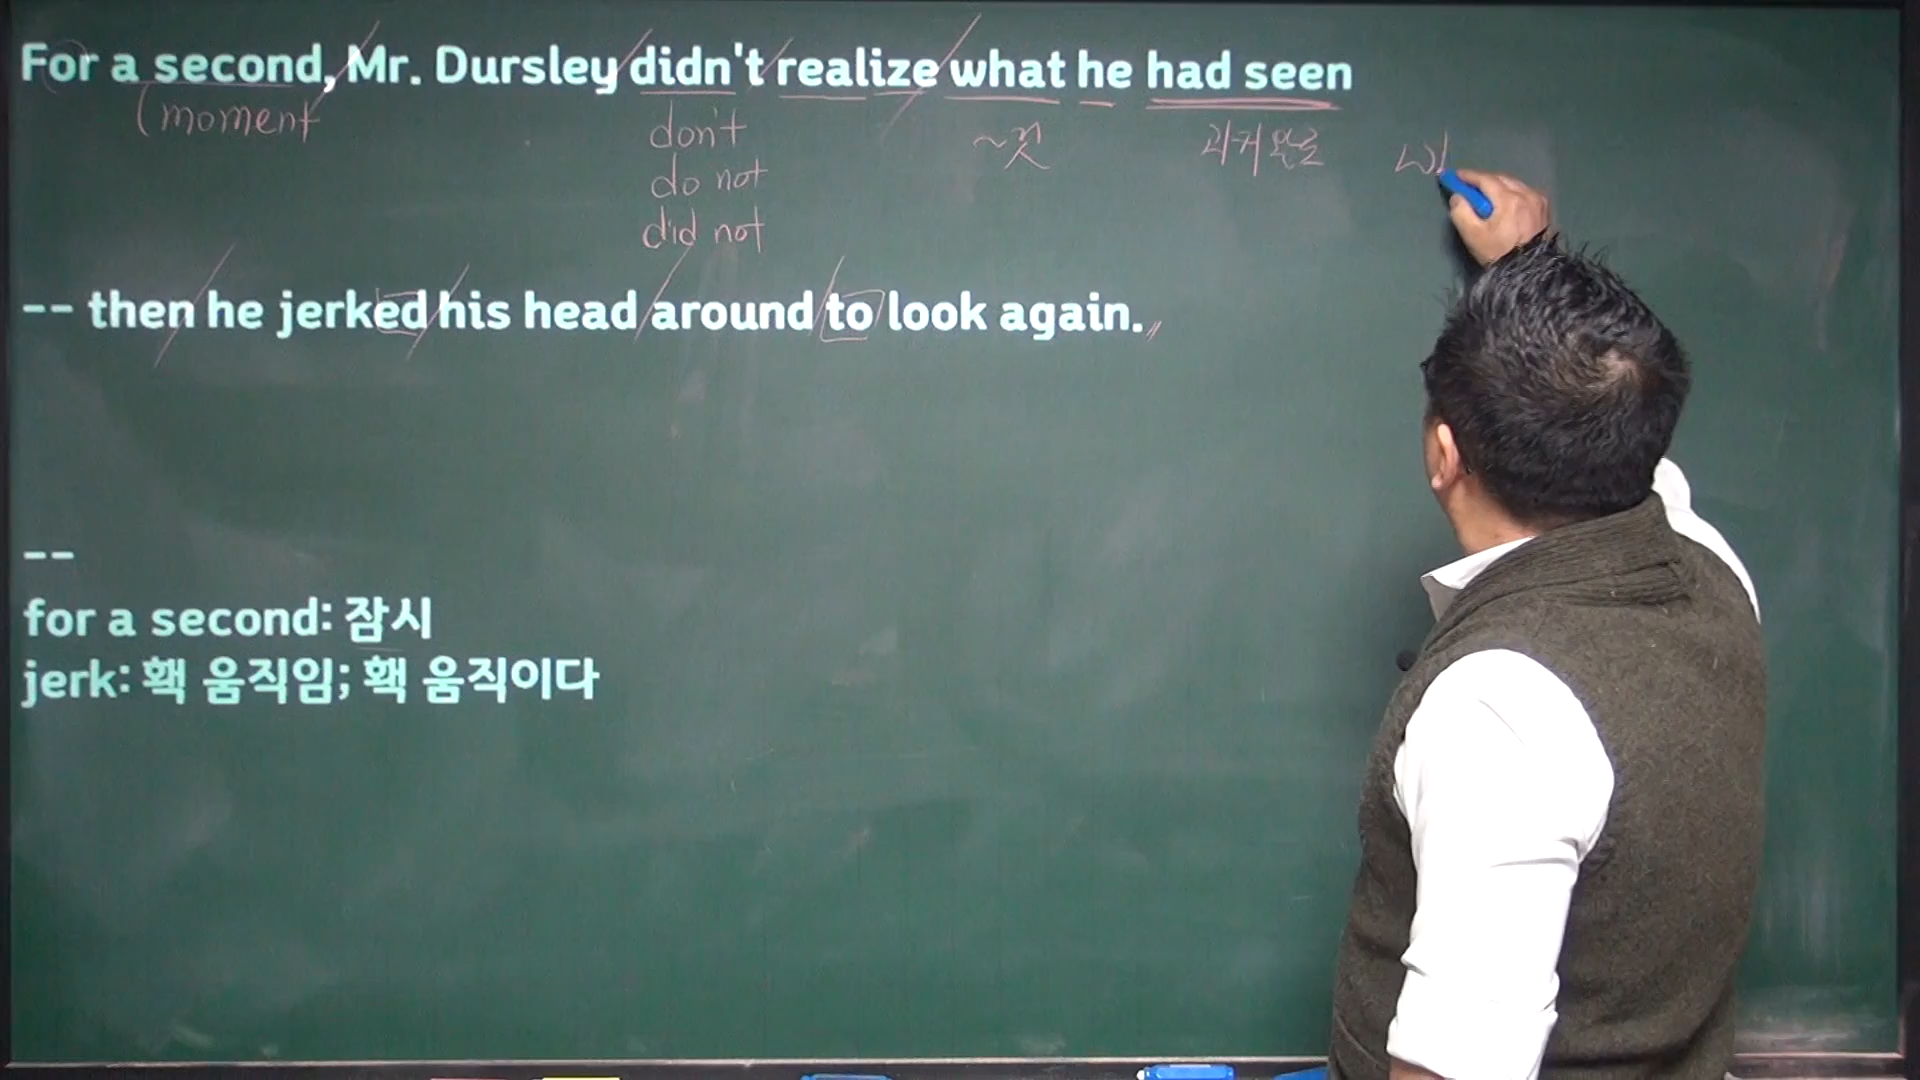 For a second, Mr. Dursley didn't realize what he had seen
(moment don't ~것 과거완료 wh
do not
did not
-- then he jerked his head around to look again.
--
for a second: 잠시
jerk: 홱 움직임; 홱 움직이다